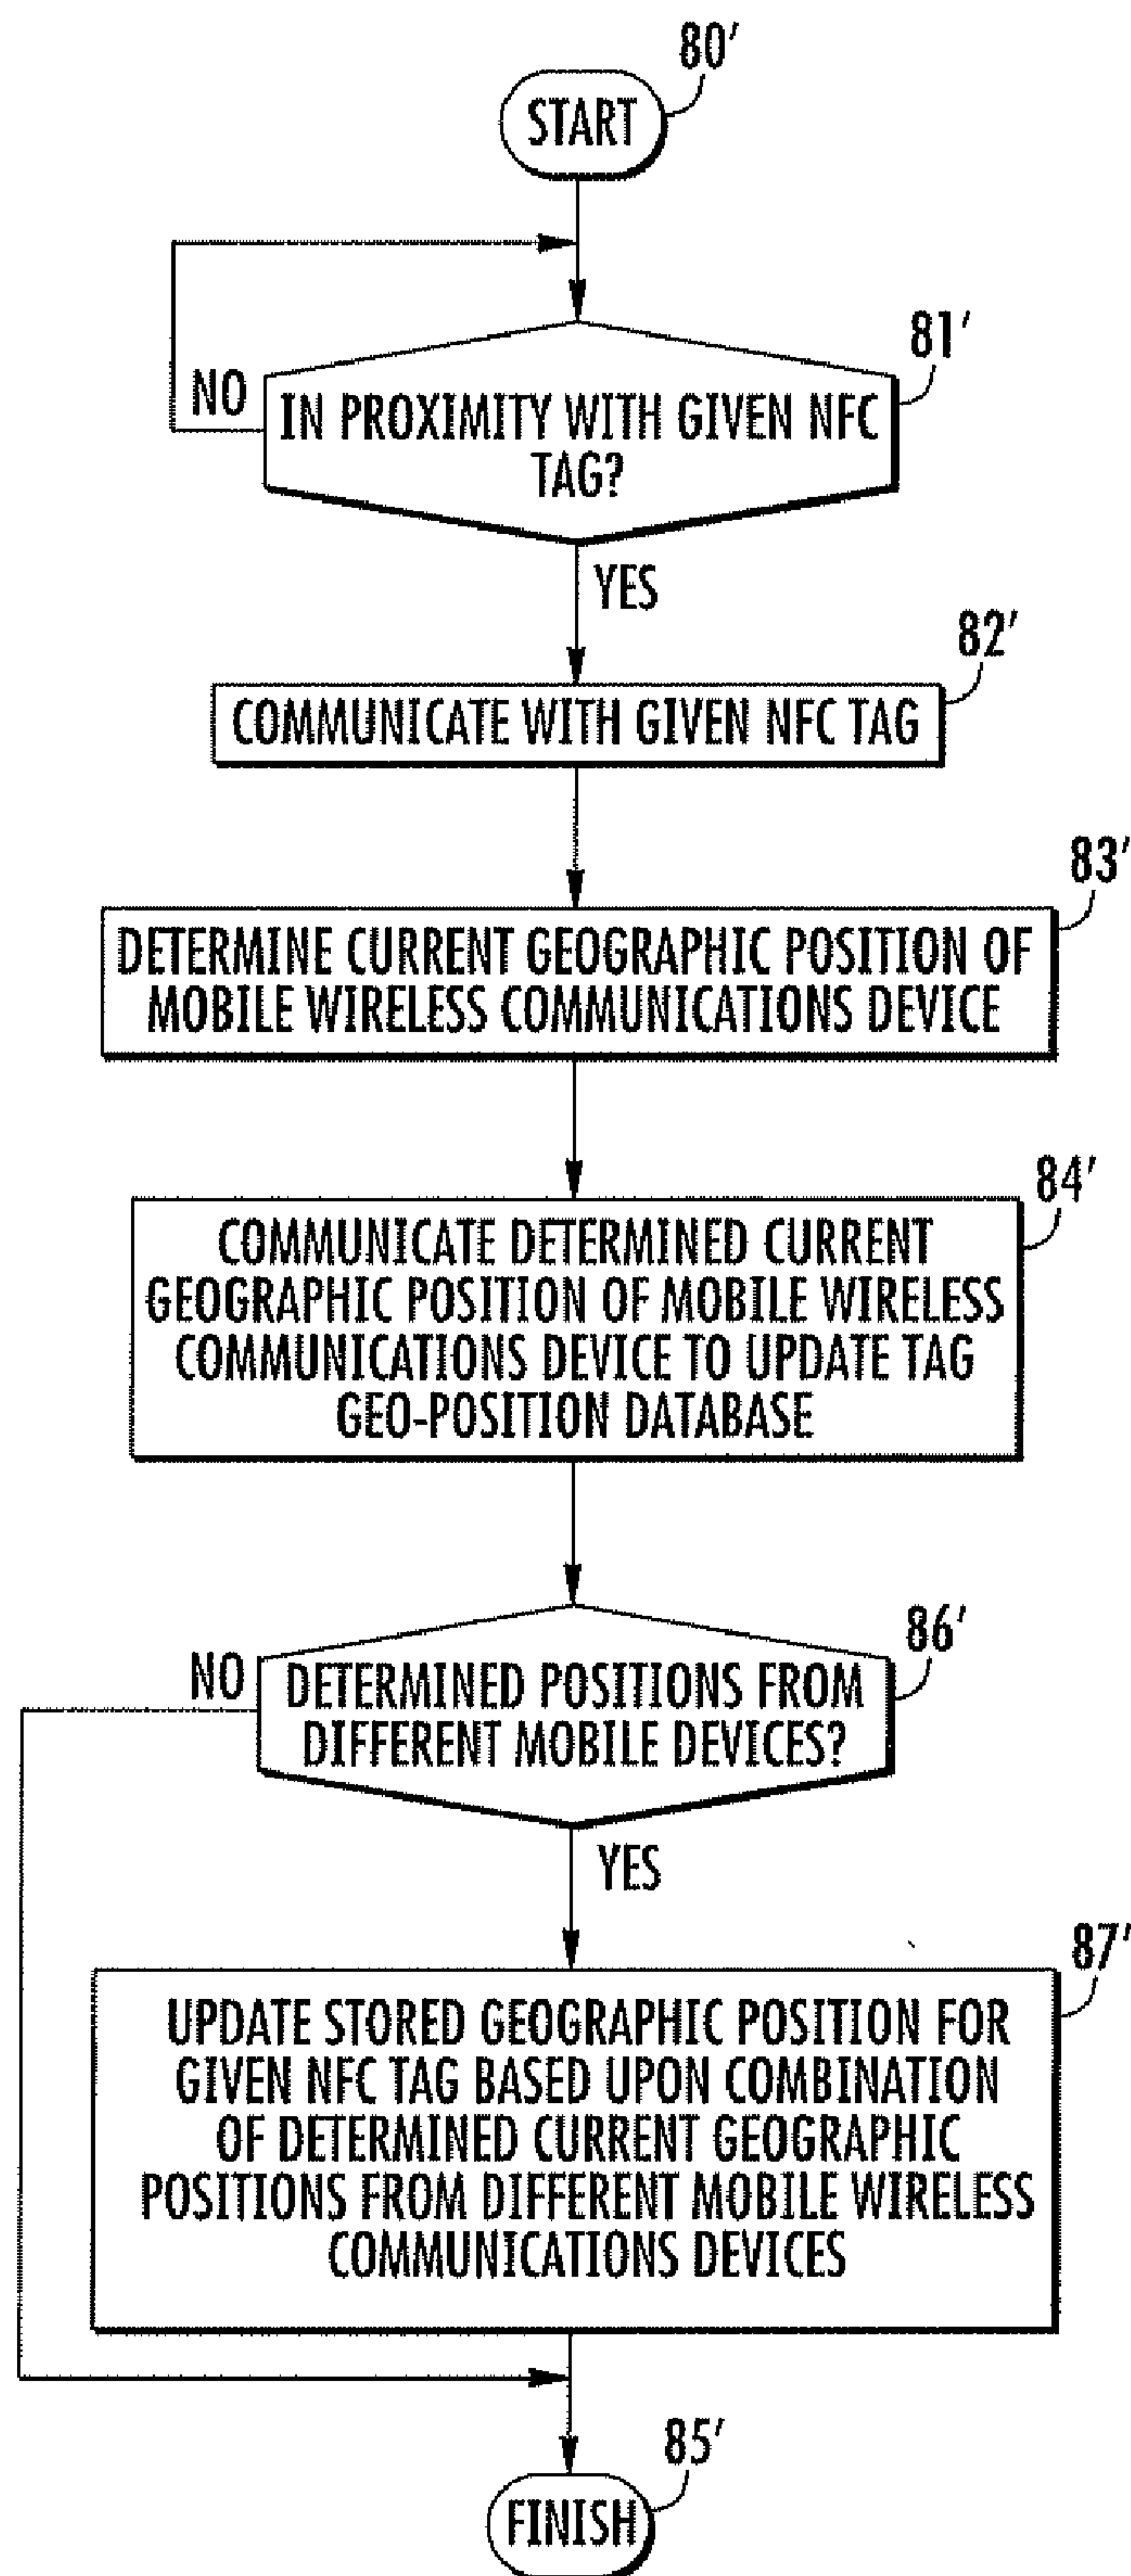 80'
START
81'
NO
IN PROXIMITY WITH GIVEN NFC
TAG?
YES
82'
COMMUNICATE WITH GIVEN NFC TAG
83'
DETERMINE CURRENT GEOGRAPHIC POSITION OF
MOBILE WIRELESS COMMUNICATIONS DEVICE
84'
COMMUNICATE DETERMINED CURRENT
GEOGRAPHIC POSITION OF MOBILE WIRELESS
COMMUNICATIONS DEVICE TO UPDATE TAG
GEO-POSITION DATABASE
86'
NO
DETERMINED POSITIONS FROM
DIFFERENT MOBILE DEVICES?
YES
87'
UPDATE STORED GEOGRAPHIC POSITION FOR
GIVEN NFC TAG BASED UPON COMBINATION
OF DETERMINED CURRENT GEOGRAPHIC
POSITIONS FROM DIFFERENT MOBILE WIRELESS
COMMUNICATIONS DEVICES
85'
FINISH